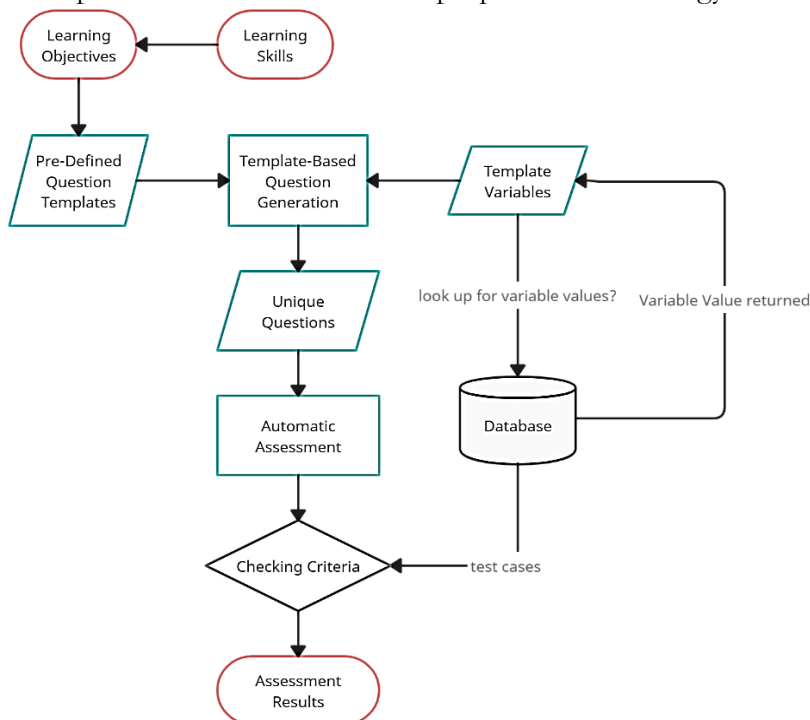 Learning
Objectives
Learning
Skills
Pre-Defined
Question
Templates
Template-Based
Question
Generation
Template
Variables
look up for variable values?
Variable Value returned
Unique
Questions
Automatic
Assessment
Database
Checking Criteria
test cases
Assessment
Results